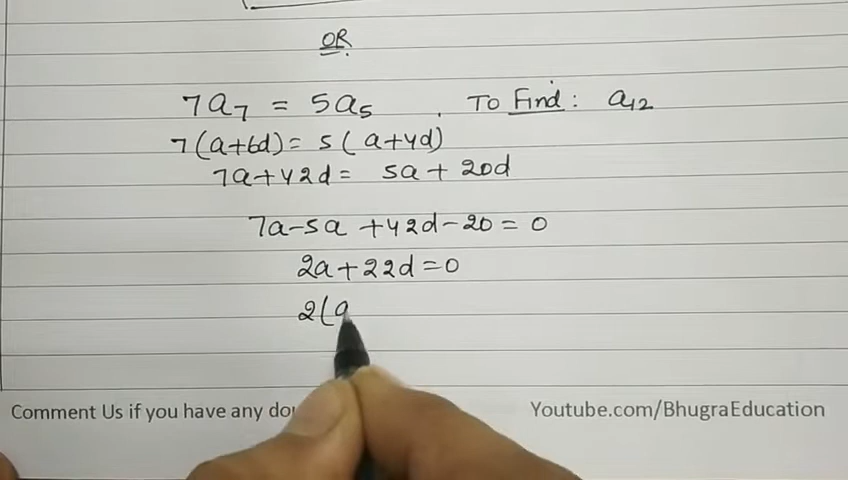 OR
7a7 = 5a5 . To Find : a12
7(a+6d) = 5(a+4d)
7a+42d = 5a+20d
7a-5a+42d-20=0
2a+22d=0
2(a
Comment Us if you have any
Youtube.com/BhugraEducation